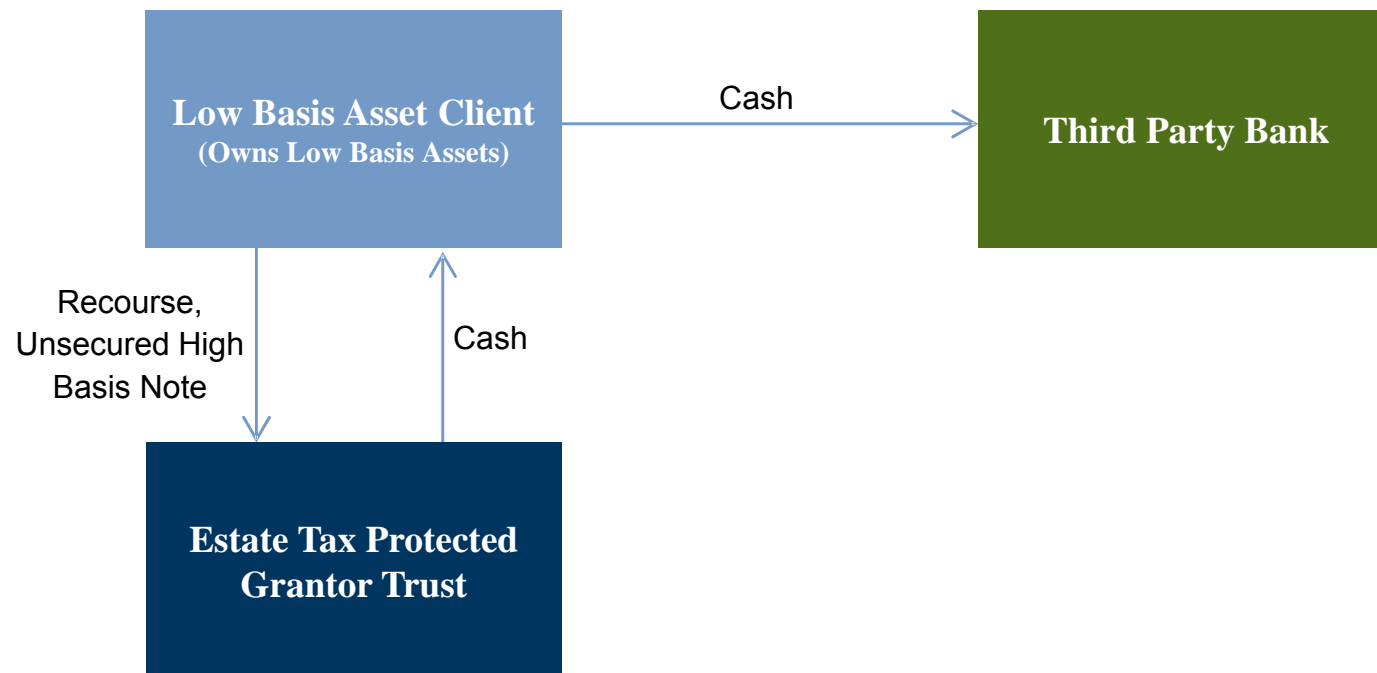 Low Basis Asset Client
(Owns Low Basis Assets)
Cash
Third Party Bank
Recourse,
Unsecured High
Basis Note
Cash
Estate Tax Protected
Grantor Trust